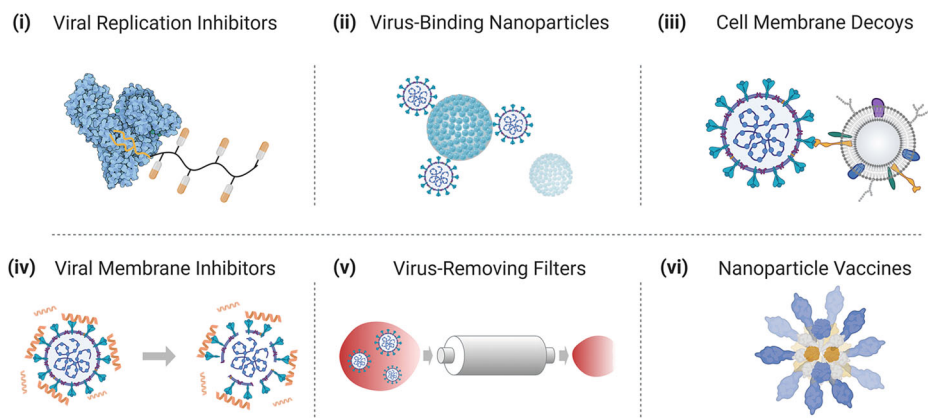 (i) Viral Replication Inhibitors
(ii) Virus-Binding Nanoparticles
(iii) Cell Membrane Decoys
(iv) Viral Membrane Inhibitors
(v) Virus-Removing Filters
(vi) Nanoparticle Vaccines